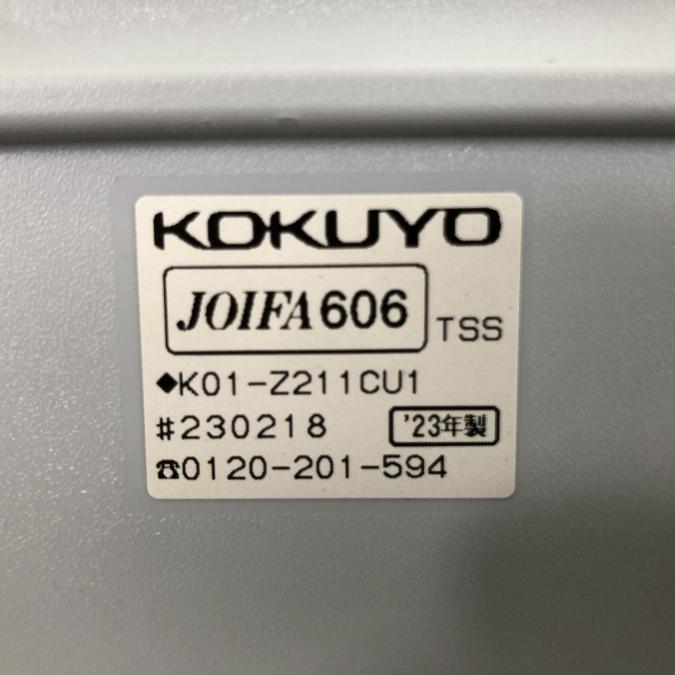 KOKUYO
JOIFA606 TSS
◆K01-Z211CU1
#230218 '23年製
☎0120-201-594